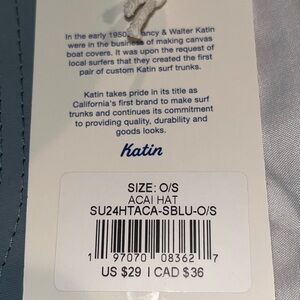 In the early 1950s, Nancy & Walter Katin
were in the business of making canvas
boat covers. It was upon the request of
local surfers that they created the first
pair of custom Katin surf trunks.
Katin takes pride in its title as
California's first brand to make surf
trunks and continues its commitment
to providing quality, durability and
goods looks.
Katin
SIZE: O/S
ACAI HAT
SU24HTACA-SBLU-O/S
1 97070 08362 7
US $29 | CAD $36